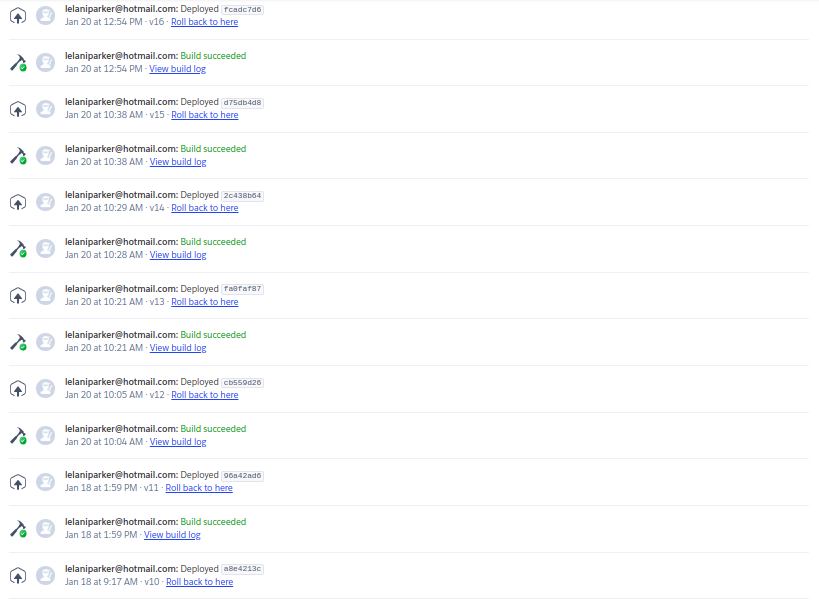 lelaniparker@hotmail.com: Deployed fcadc7d6
Jan 20 at 12:54 PM · v16 · Roll back to here
lelaniparker@hotmail.com: Build succeeded
Jan 20 at 12:54 PM · View build log
lelaniparker@hotmail.com: Deployed d75db4d8
Jan 20 at 10:38 AM · v15 · Roll back to here
lelaniparker@hotmail.com: Build succeeded
Jan 20 at 10:38 AM · View build log
lelaniparker@hotmail.com: Deployed 2c438b64
Jan 20 at 10:29 AM · v14 · Roll back to here
lelaniparker@hotmail.com: Build succeeded
Jan 20 at 10:28 AM · View build log
lelaniparker@hotmail.com: Deployed fa0faf87
Jan 20 at 10:21 AM · v13 · Roll back to here
lelaniparker@hotmail.com: Build succeeded
Jan 20 at 10:21 AM · View build log
lelaniparker@hotmail.com: Deployed cb559d26
Jan 20 at 10:05 AM · v12 · Roll back to here
lelaniparker@hotmail.com: Build succeeded
Jan 20 at 10:04 AM · View build log
lelaniparker@hotmail.com: Deployed 96a42ad6
Jan 18 at 1:59 PM · v11 · Roll back to here
lelaniparker@hotmail.com: Build succeeded
Jan 18 at 1:59 PM · View build log
lelaniparker@hotmail.com: Deployed a8e4213c
Jan 18 at 9:17 AM · v10 · Roll back to here